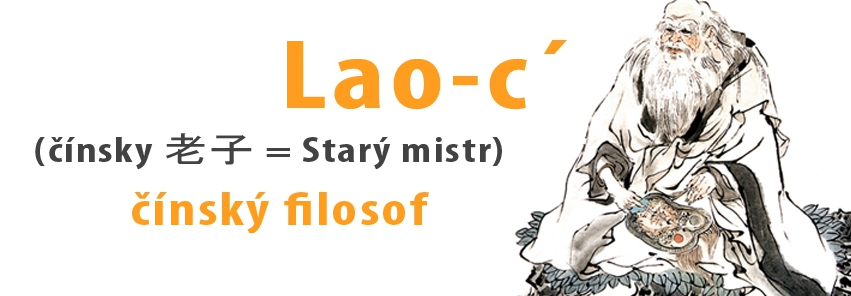 Lao-c´
(čínsky 老子 = Starý mistr)
čínský filosof